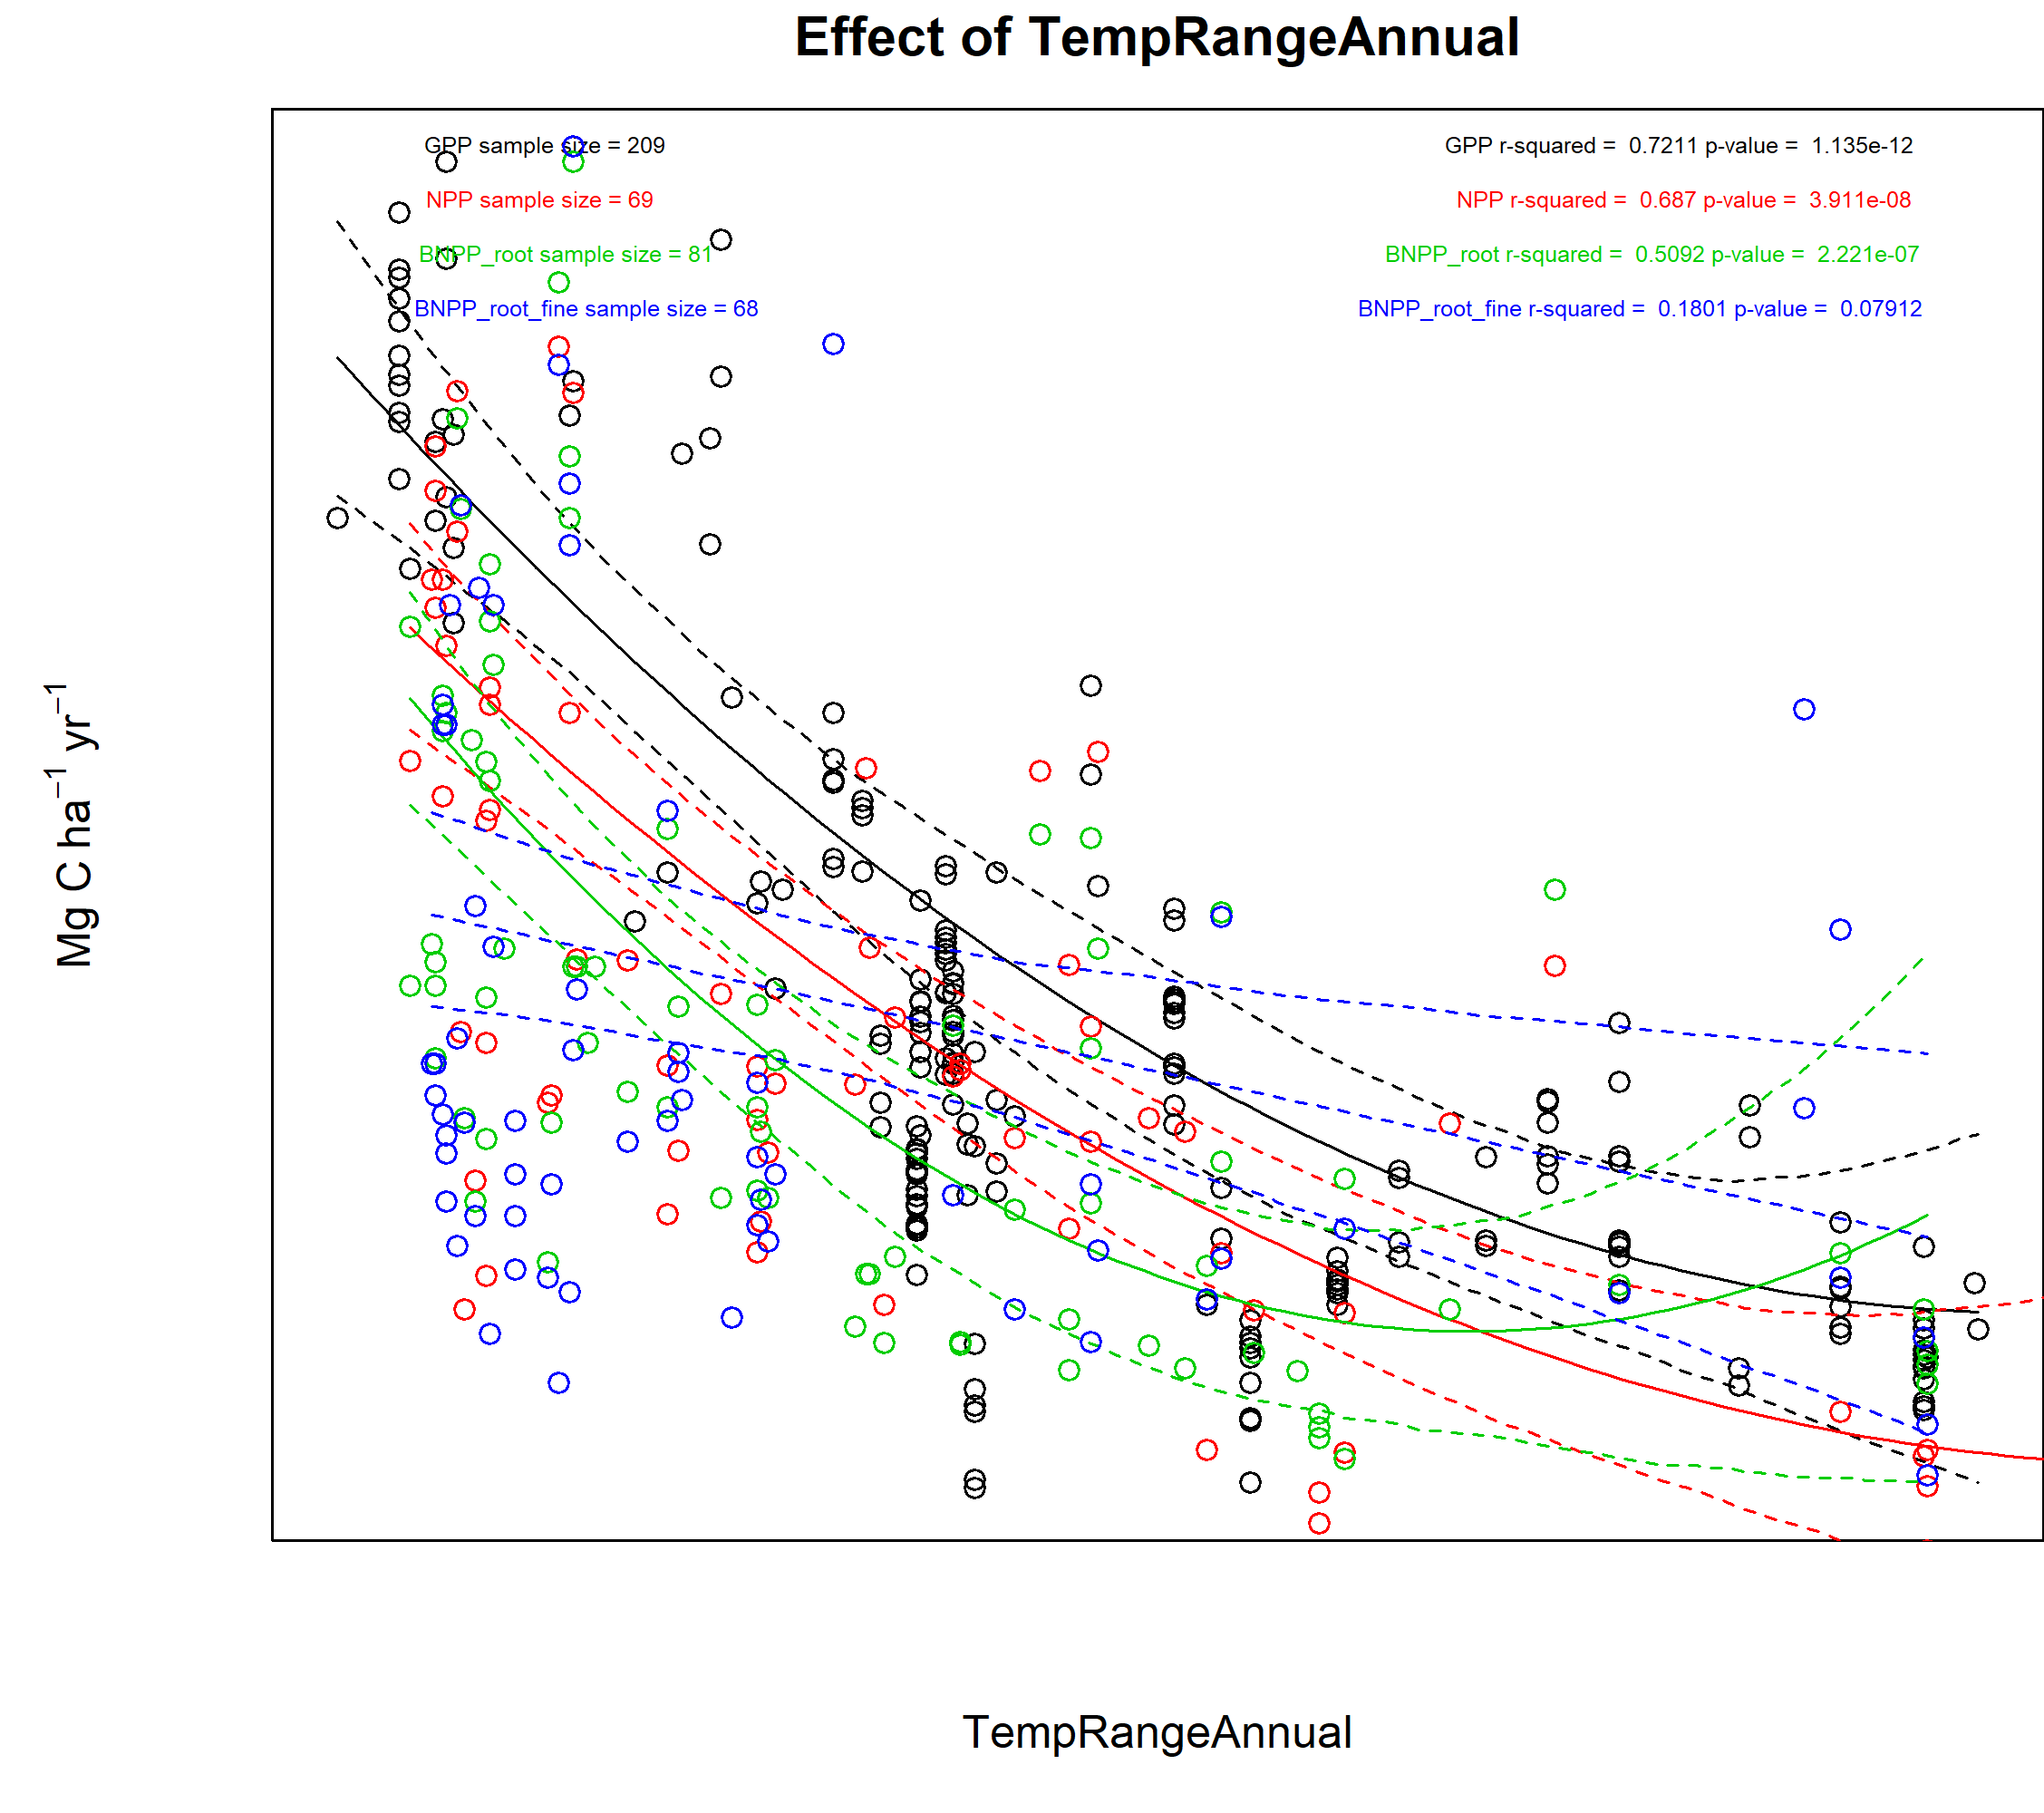 Effect of TempRangeAnnual
GPP sample size = 209
GPP r-squared = 0.7211 p-value = 1.135e-12
NPP sample size = 69
NPP r-squared = 0.687 p-value = 3.911e-08
BNPP_root sample size = 81
BNPP_root r-squared = 0.5092 p-value = 2.221e-07
BNPP_root_fine sample size = 68
BNPP_root_fine r-squared = 0.1801 p-value = 0.07912
Mg C ha⁻¹ yr⁻¹
TempRangeAnnual